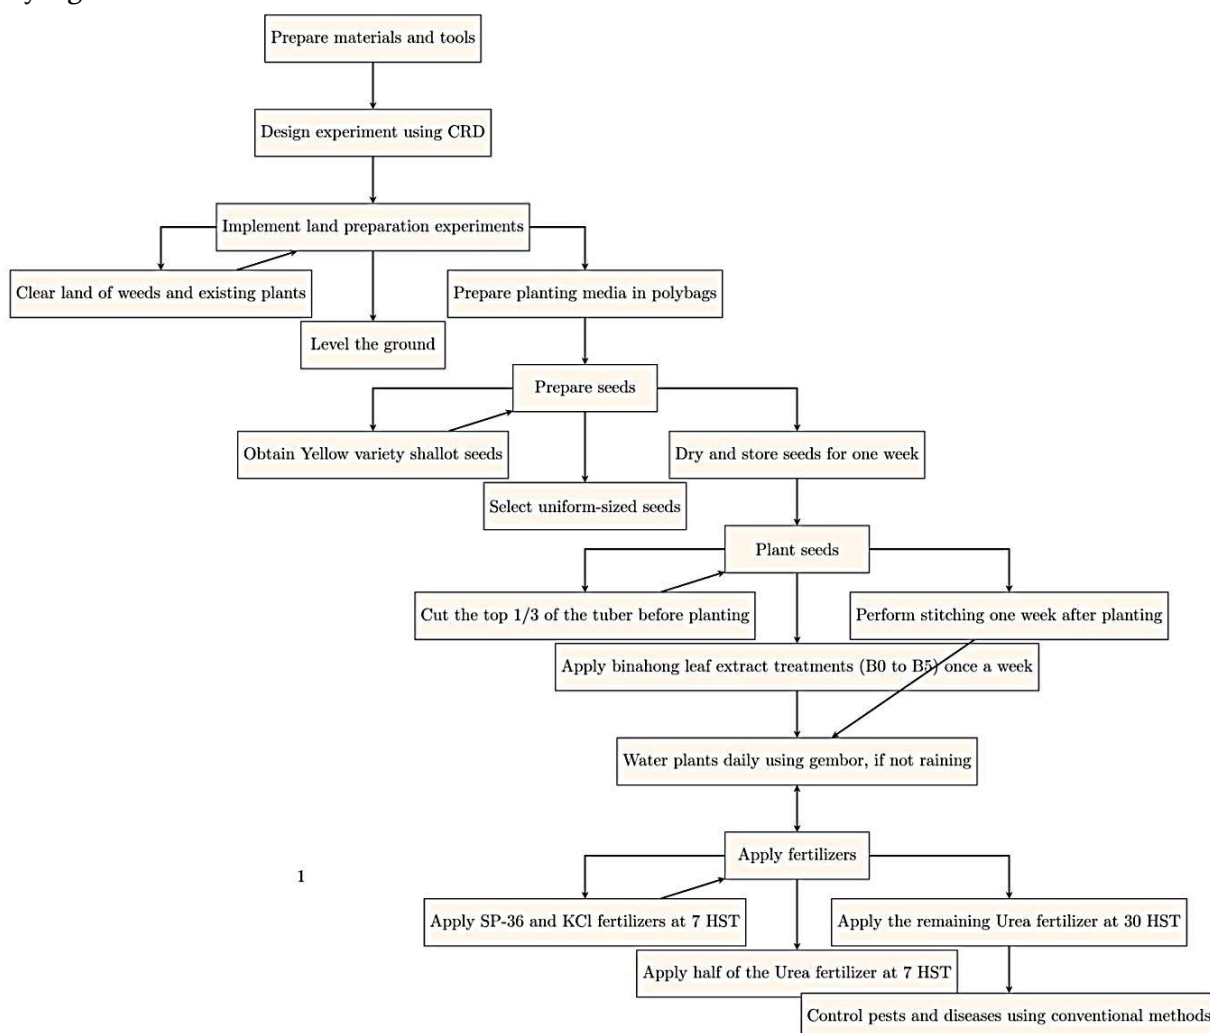 Prepare materials and tools
Design experiment using CRD
Implement land preparation experiments
Clear land of weeds and existing plants
Prepare planting media in polybags
Level the ground
Prepare seeds
Obtain Yellow variety shallot seeds
Dry and store seeds for one week
Select uniform-sized seeds
Plant seeds
Cut the top 1/3 of the tuber before planting
Perform stitching one week after planting
Apply binahong leaf extract treatments (B0 to B5) once a week
Water plants daily using gembor, if not raining
Apply fertilizers
1
Apply SP-36 and KCl fertilizers at 7 HST
Apply the remaining Urea fertilizer at 30 HST
Apply half of the Urea fertilizer at 7 HST
Control pests and diseases using conventional methods